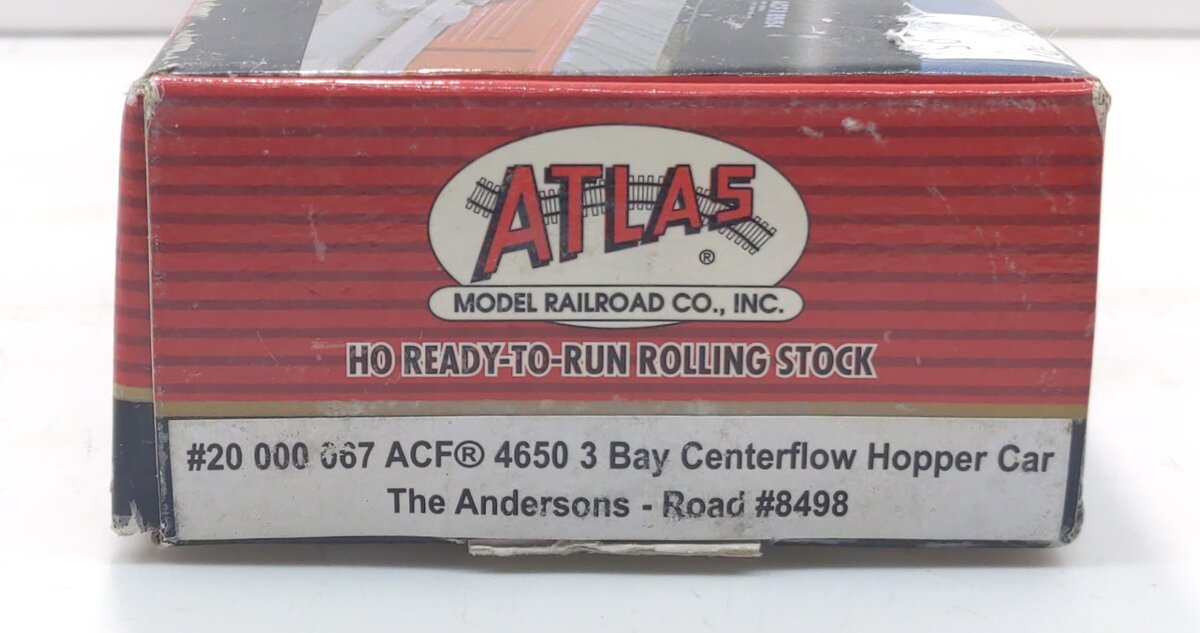 ATLAS
®
MODEL RAILROAD CO., INC.
HO READY-TO-RUN ROLLING STOCK
#20 000 067 ACF® 4650 3 Bay Centerflow Hopper Car
The Andersons - Road #8498